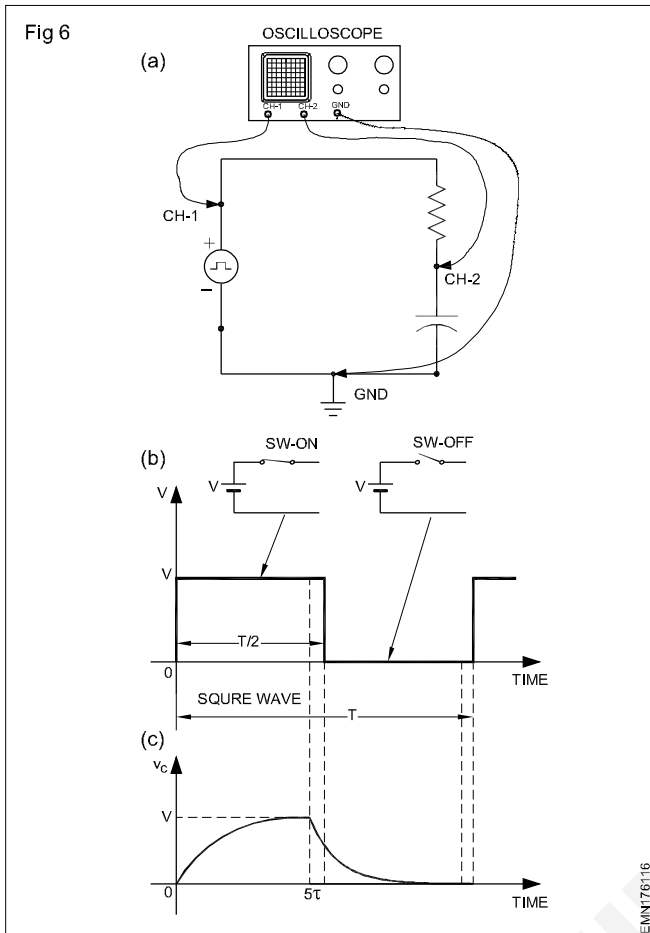 Fig 6
OSCILLOSCOPE
(a)
CH-1 CH-2 GND
CH-1
+
–
CH-2
GND
(b)
SW-ON SW-OFF
V V
V
V
T/2
0
TIME
SQURE WAVE
T
(c)
vc
V
0
5τ
TIME
EMN176116